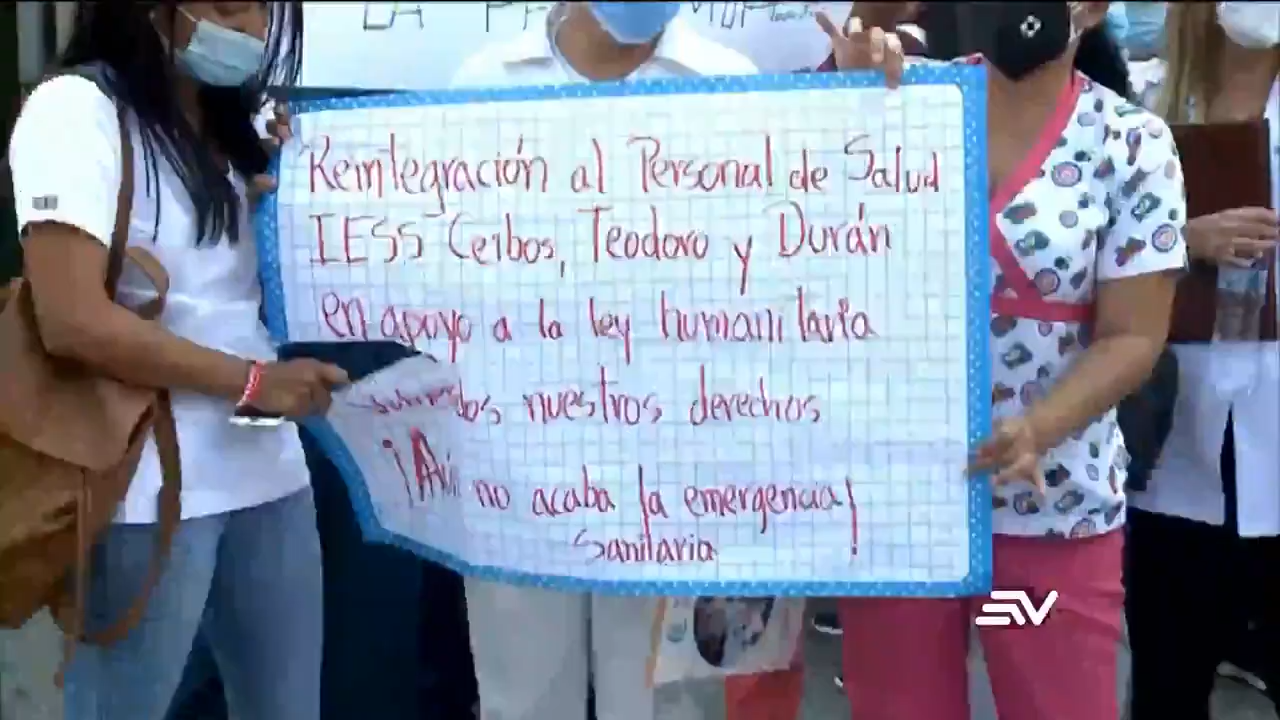 LA
Reintegración al Personal de Salud
IESS Ceibos, Teodoro y Durán
en apoyo a la ley humanitaria
nuestros derechos
¡Aún no acaba la emergencia!
Sanitaria